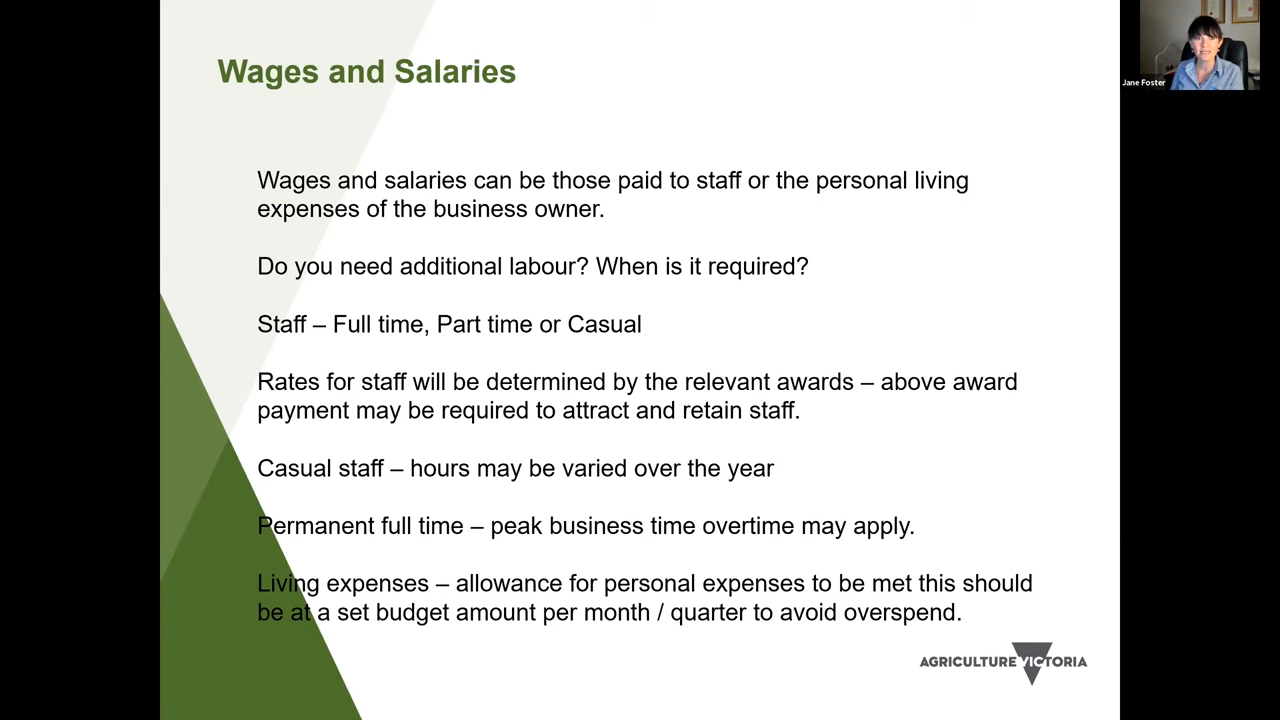 Wages and Salaries
Jane Foster
Wages and salaries can be those paid to staff or the personal living
expenses of the business owner.
Do you need additional labour? When is it required?
Staff – Full time, Part time or Casual
Rates for staff will be determined by the relevant awards – above award
payment may be required to attract and retain staff.
Casual staff – hours may be varied over the year
Permanent full time – peak business time overtime may apply.
Living expenses – allowance for personal expenses to be met this should
be at a set budget amount per month / quarter to avoid overspend.
AGRICULTURE VICTORIA